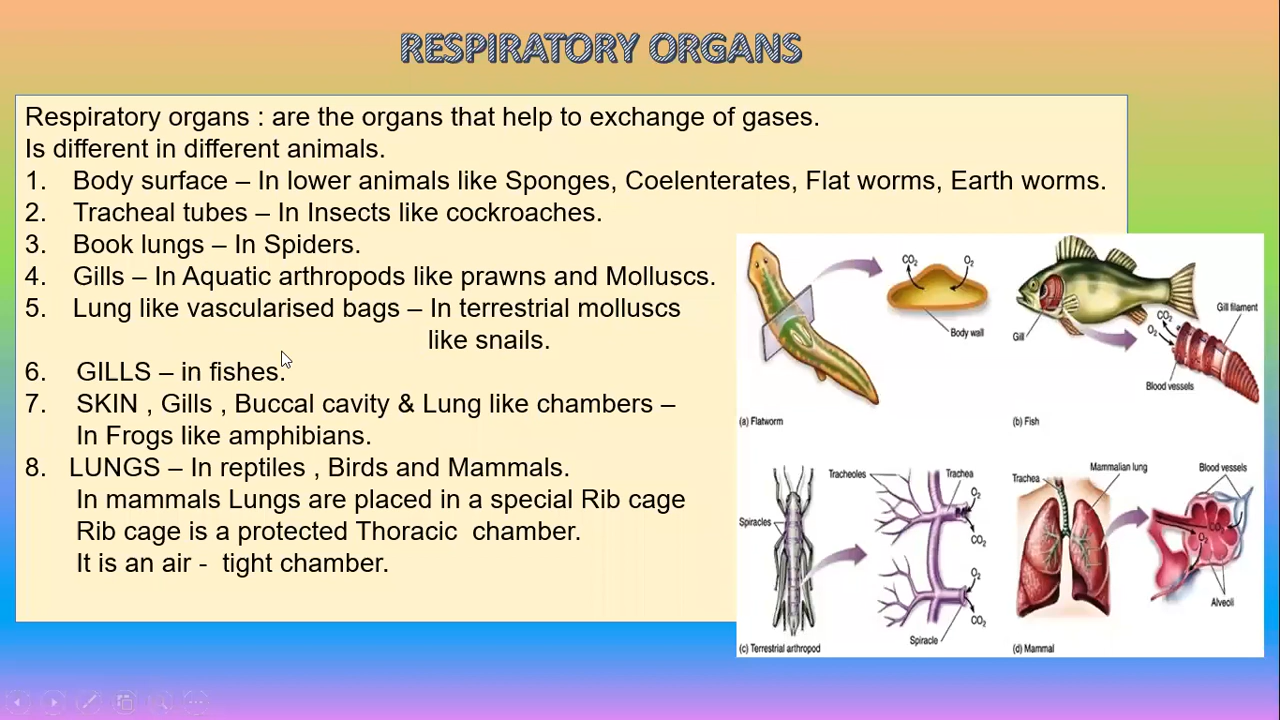 RESPIRATORY ORGANS
Respiratory organs : are the organs that help to exchange of gases.
Is different in different animals.
1. Body surface – In lower animals like Sponges, Coelenterates, Flat worms, Earth worms.
2. Tracheal tubes – In Insects like cockroaches.
3. Book lungs – In Spiders.
4. Gills – In Aquatic arthropods like prawns and Molluscs.
5. Lung like vascularised bags – In terrestrial molluscs
like snails.
6. GILLS – in fishes.
7. SKIN , Gills , Buccal cavity & Lung like chambers –
In Frogs like amphibians.
8. LUNGS – In reptiles , Birds and Mammals.
In mammals Lungs are placed in a special Rib cage
Rib cage is a protected Thoracic chamber.
It is an air - tight chamber.
CO2
O2
Body wall
(a) Flatworm
Gill
Gill filament
CO2
O2
Blood vessels
(b) Fish
Spiracles
Tracheoles
Trachea
O2
CO2
O2
CO2
Spiracle
(c) Terrestrial arthropod
Trachea
Mammalian lung
Blood vessels
CO2
O2
Alveoli
(d) Mammal